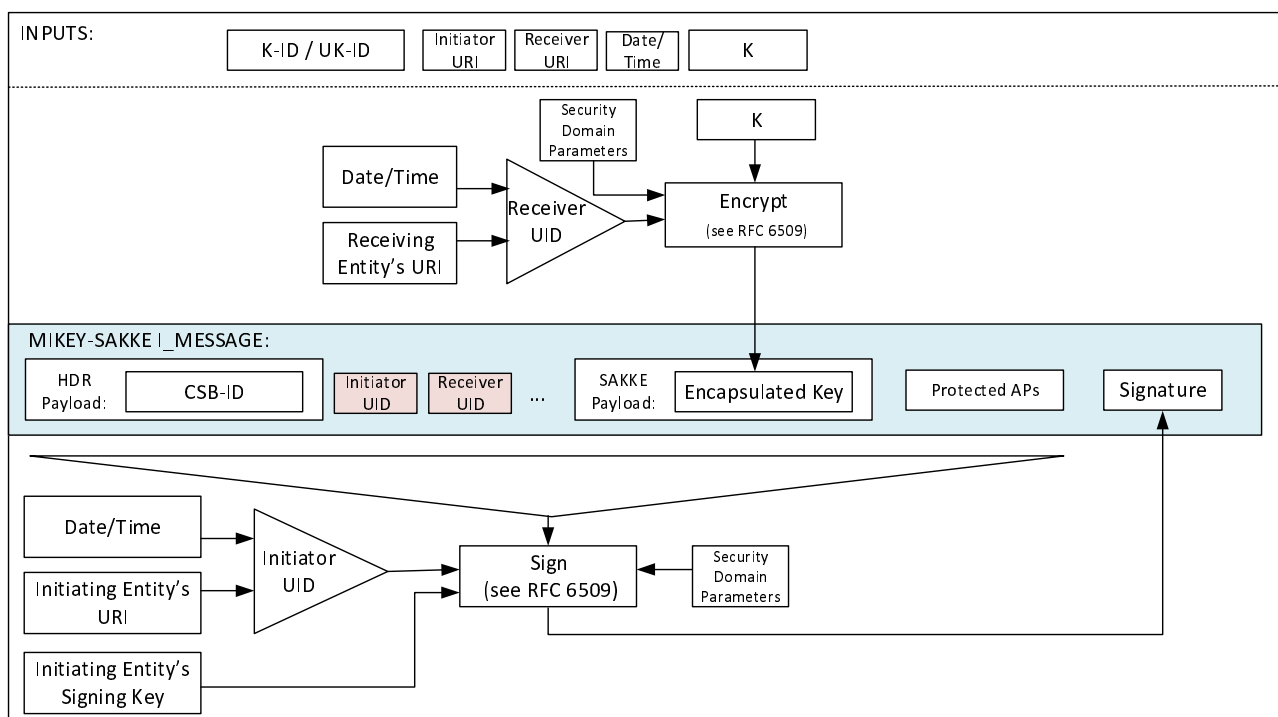 INPUTS:
K-ID / UK-ID
Initiator
URI
Receiver
URI
Date/
Time
K
Security
Domain
Parameters
K
Date/Time
Receiver
UID
Encrypt
(see RFC 6509)
Receiving
Entity’s URI
MIKEY-SAKKE I_MESSAGE:
HDR
Payload:
CSB-ID
Initiator
UID
Receiver
UID
...
SAKKE
Payload:
Encapsulated Key
Protected APs
Signature
Date/Time
Initiator
UID
Sign
(see RFC 6509)
Security
Domain
Parameters
Initiating Entity’s
URI
Initiating Entity’s
Signing Key